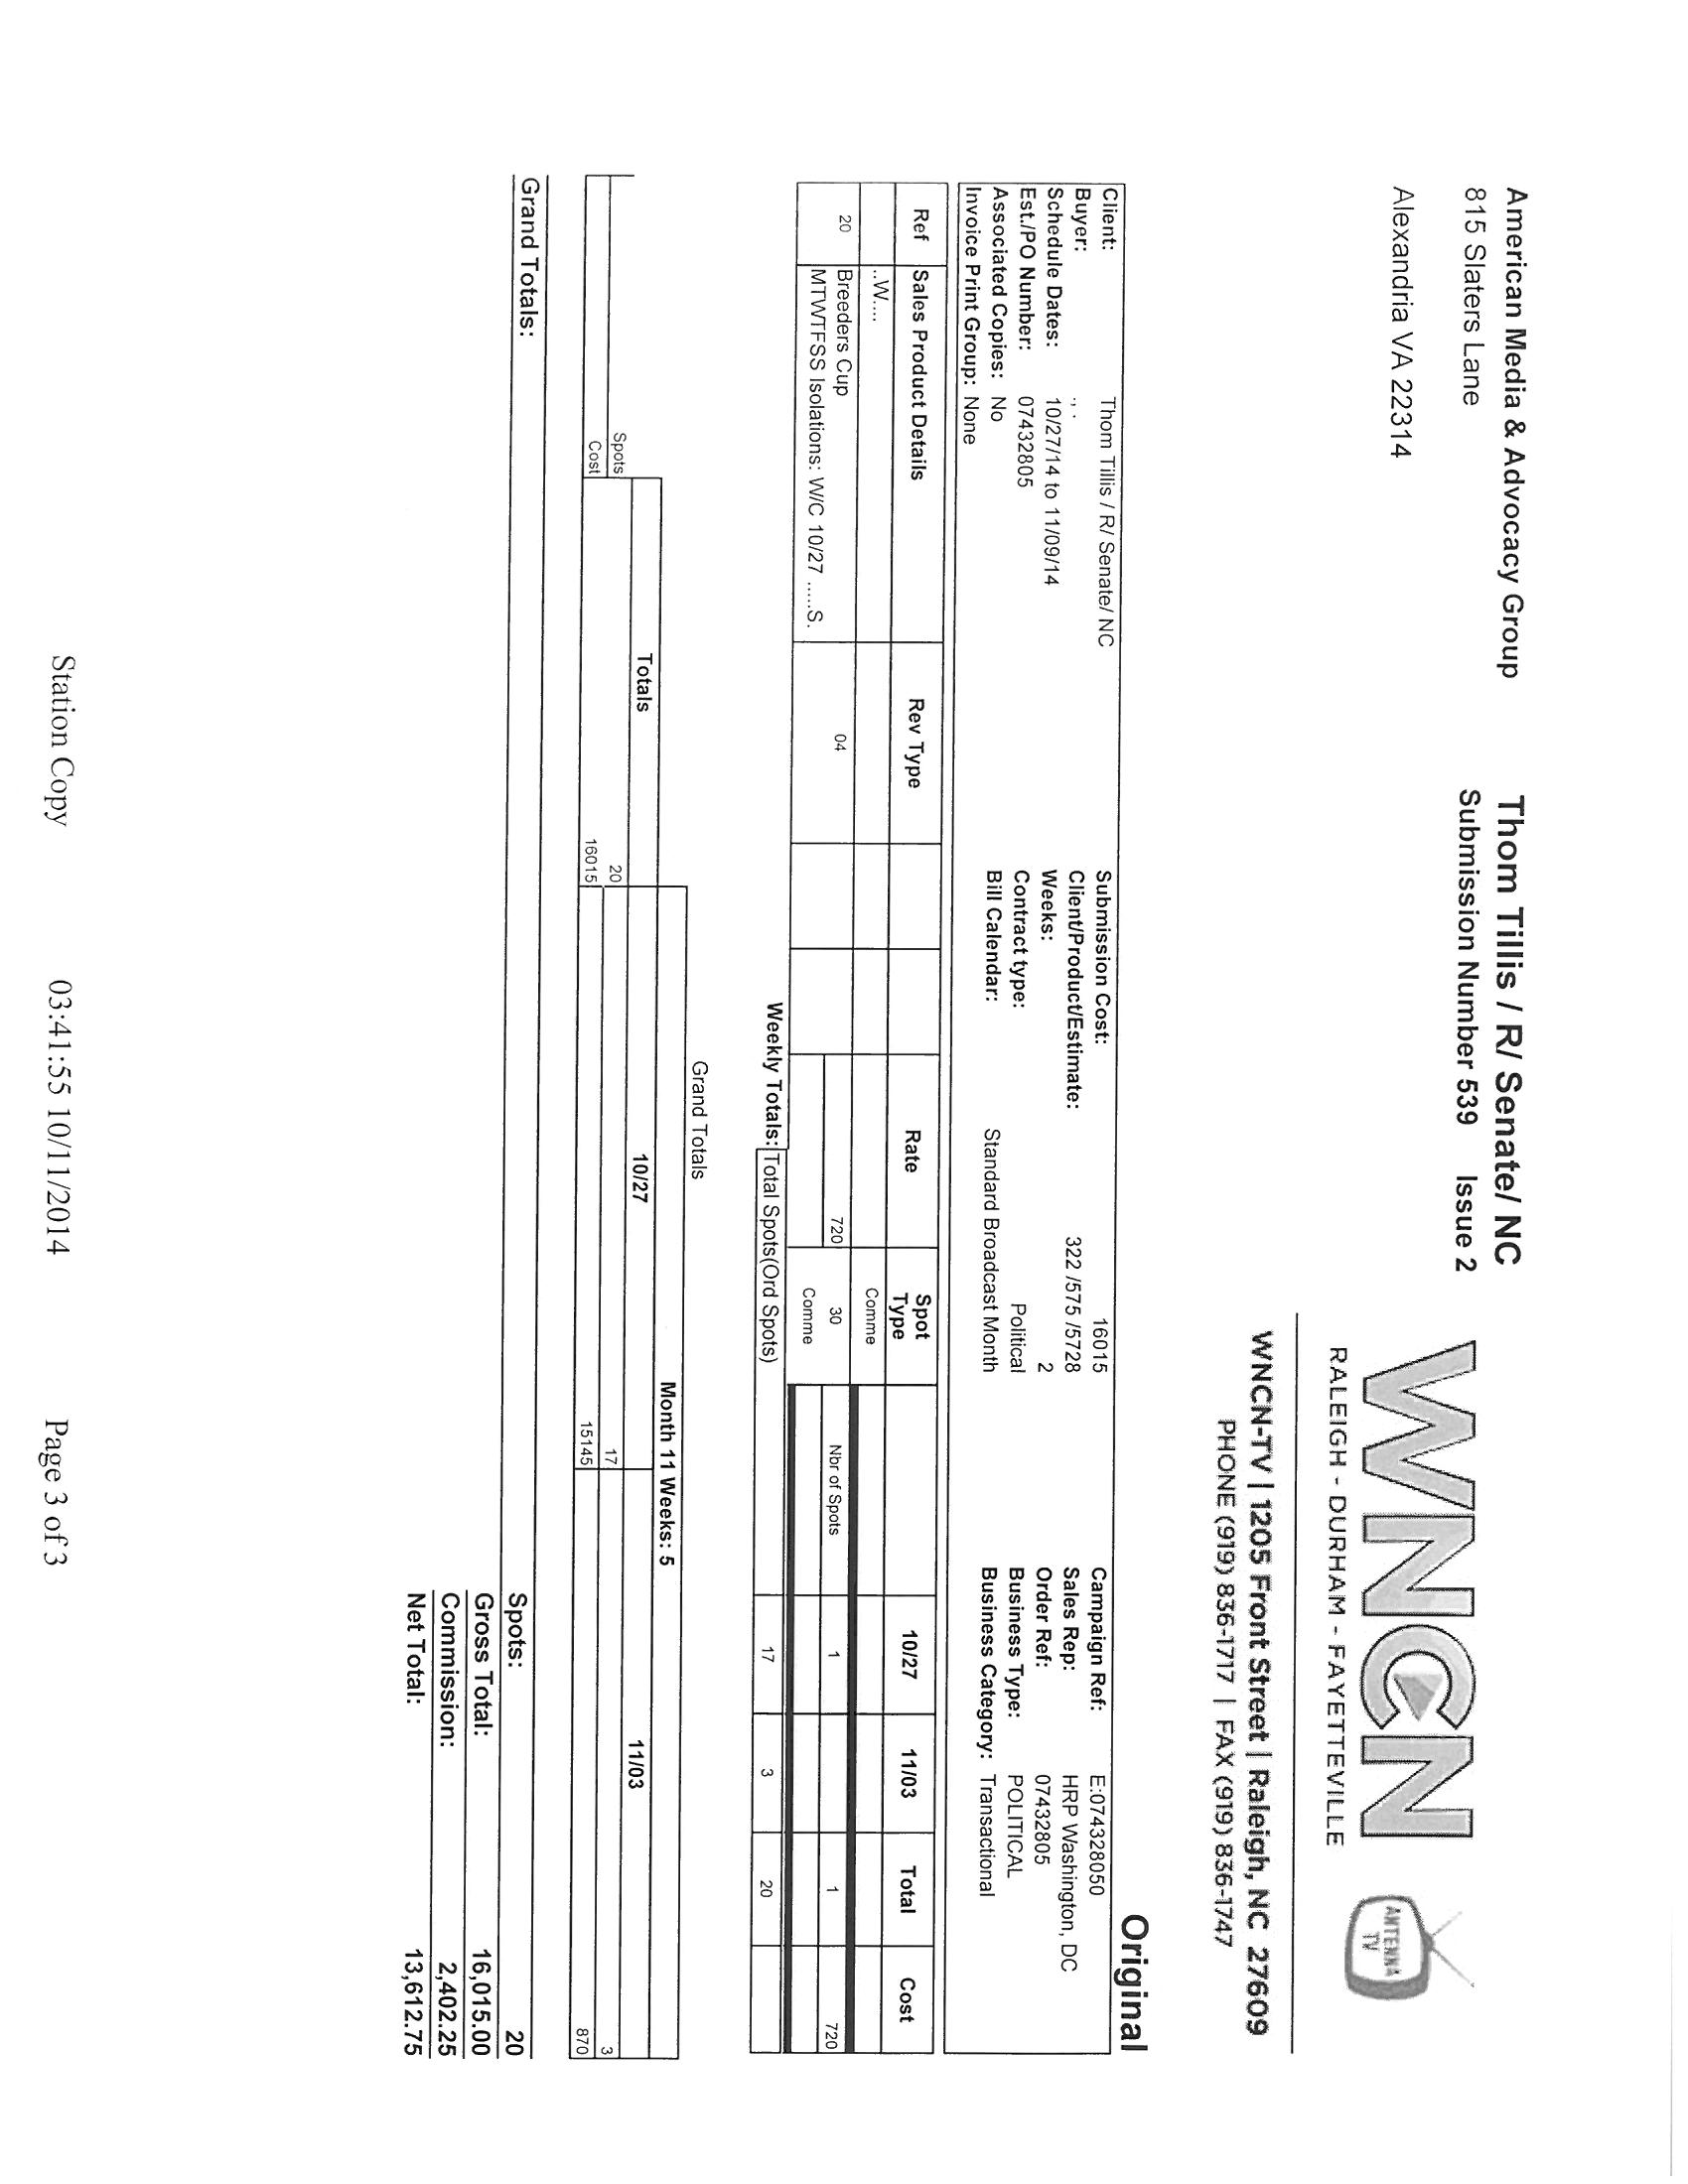 American Media & Advocacy Group
815 Slaters Lane
Alexandria VA 22314
Thom Tillis / R/ Senate/ NC
Submission Number 539 Issue 2
WNCN
RALEIGH - DURHAM - FAYETTEVILLE
ANTENNA TV
WNCN-TV | 1205 Front Street | Raleigh, NC 27609
PHONE (919) 836-1717 | FAX (919) 836-1747
Original
Client: Thom Tillis / R/ Senate/ NC Submission Cost: 16015 Campaign Ref: E:074328050
Buyer: ., . Client/Product/Estimate: 322 /575 /5728 Sales Rep: HRP Washington, DC
Schedule Dates: 10/27/14 to 11/09/14 Weeks: 2 Order Ref: 07432805
Est./PO Number: 07432805 Contract type: Political Business Type: POLITICAL
Associated Copies: No Bill Calendar: Standard Broadcast Month Business Category: Transactional
Invoice Print Group: None
Ref Sales Product Details Rev Type Rate Spot Type 10/27 11/03 Total Cost
..W.... Comme
20 Breeders Cup 04 720 30 Nbr of Spots 1 1 720
MTWTFSS Isolations: W/C 10/27 .....S. Comme
Weekly Totals: Total Spots(Ord Spots) 17 3 20
Grand Totals
Month 11 Weeks: 5
Totals 10/27 11/03
Spots 20 17 3
Cost 16015 15145 870
Grand Totals: Spots: 20
Gross Total: 16,015.00
Commission: 2,402.25
Net Total: 13,612.75
Station Copy 03:41:55 10/11/2014 Page 3 of 3